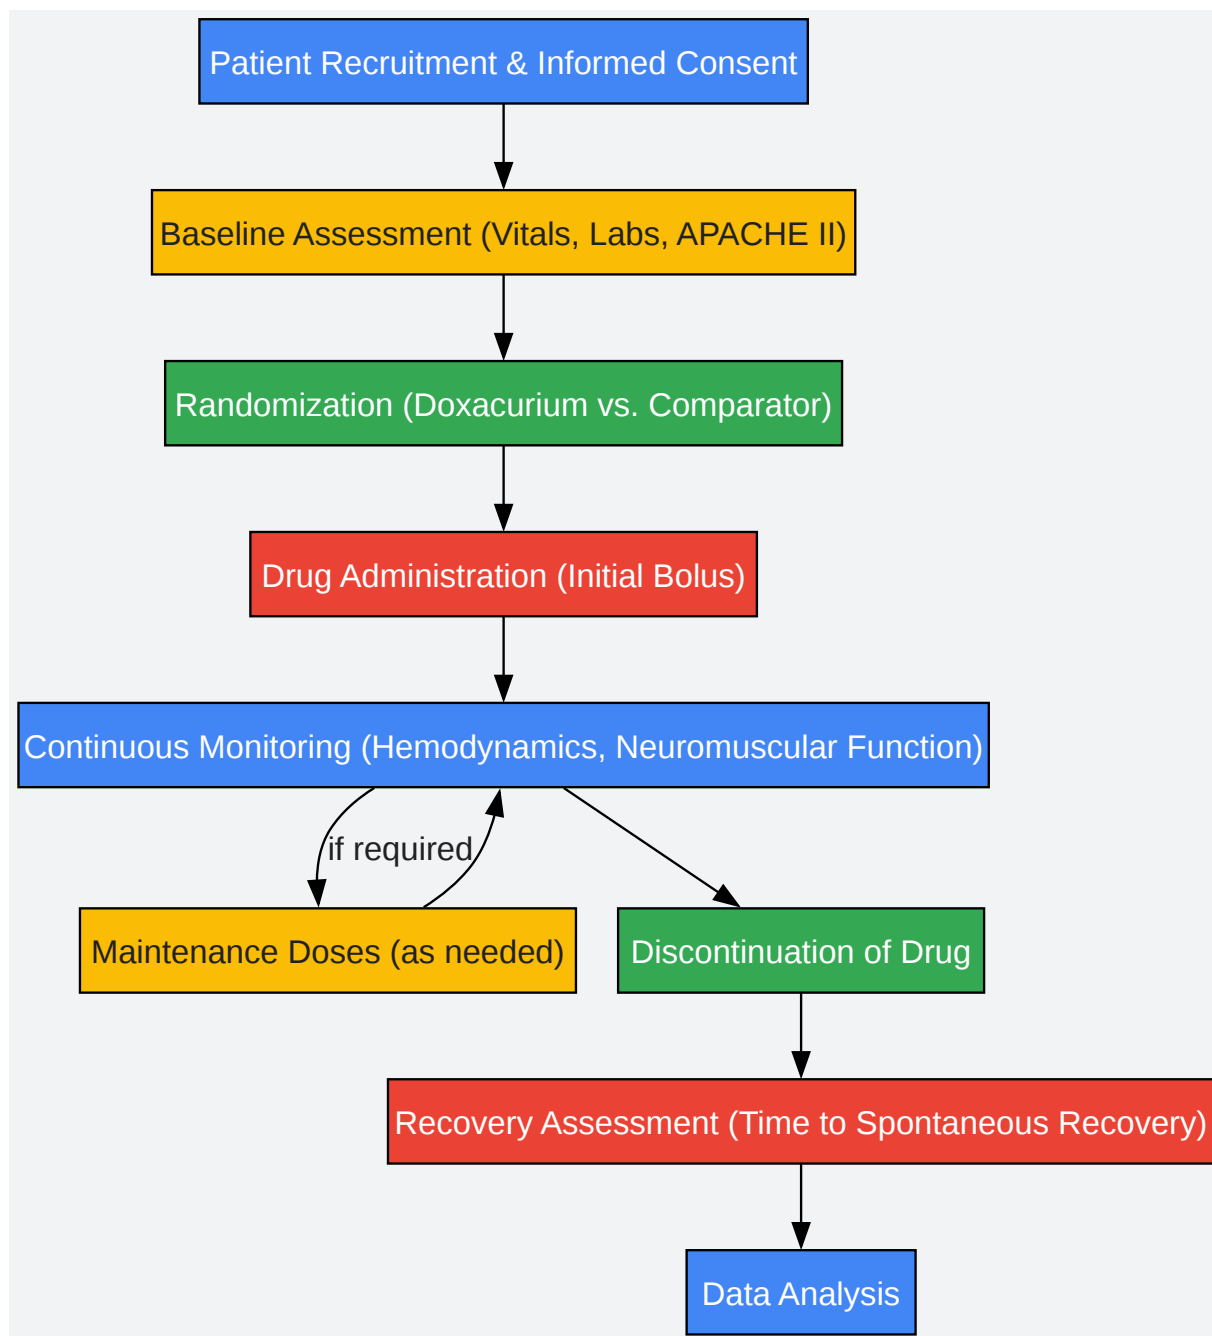 Patient Recruitment & Informed Consent
Baseline Assessment (Vitals, Labs, APACHE II)
Randomization (Doxacurium vs. Comparator)
Drug Administration (Initial Bolus)
Continuous Monitoring (Hemodynamics, Neuromuscular Function)
if required
Maintenance Doses (as needed)
Discontinuation of Drug
Recovery Assessment (Time to Spontaneous Recovery)
Data Analysis